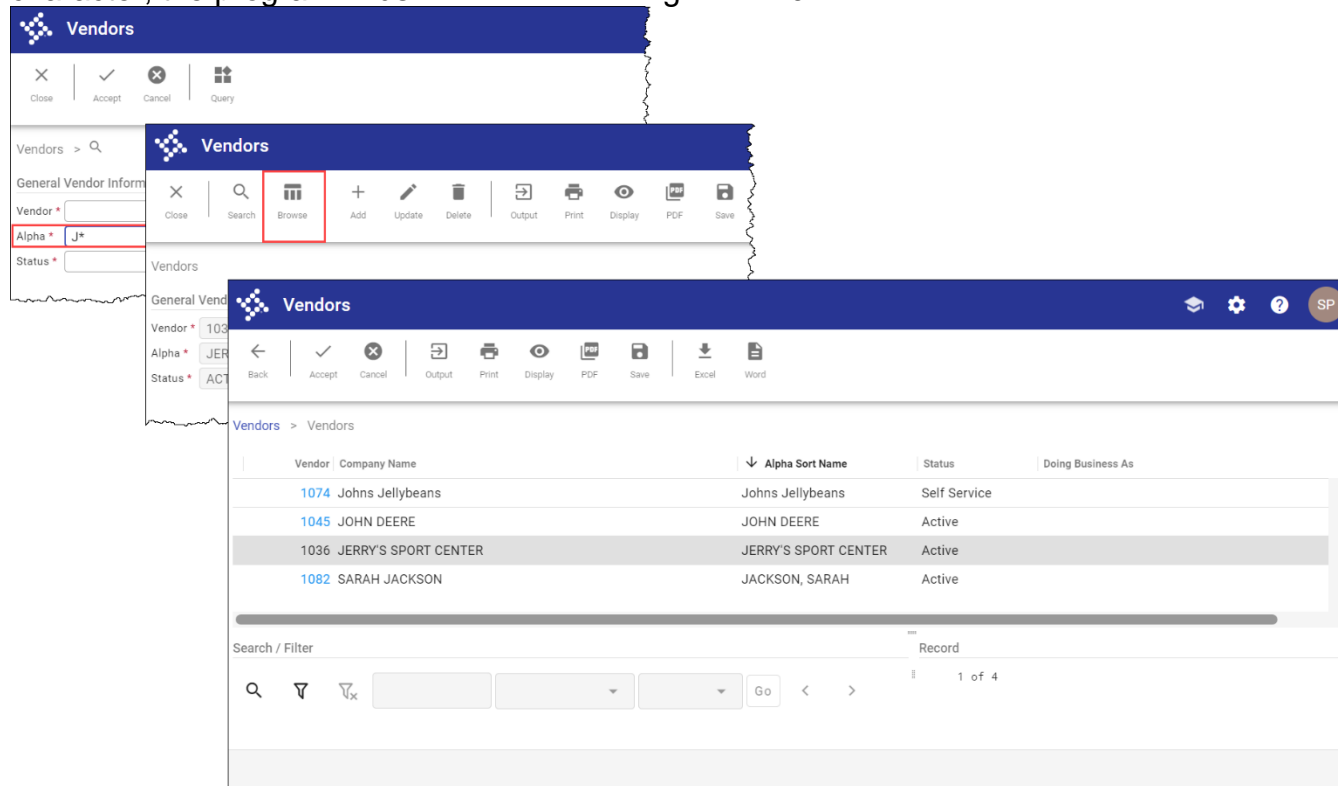 Vendors
Close Accept Cancel Query
Vendors >
General Vendor Inform
Vendor *
Alpha * J*
Status *
Vendors
Close Search Browse Add Update Delete Output Print Display PDF Save
Vendors
General Vend
Vendor * 103
Alpha * JER
Status * ACT
Vendors SP
Back Accept Cancel Output Print Display PDF Save Excel Word
Vendors > Vendors
Vendor Company Name Alpha Sort Name Status Doing Business As
1074 Johns Jellybeans Johns Jellybeans Self Service
1045 JOHN DEERE JOHN DEERE Active
1036 JERRY'S SPORT CENTER JERRY'S SPORT CENTER Active
1082 SARAH JACKSON JACKSON, SARAH Active
Search / Filter Record
Go < > 1 of 4